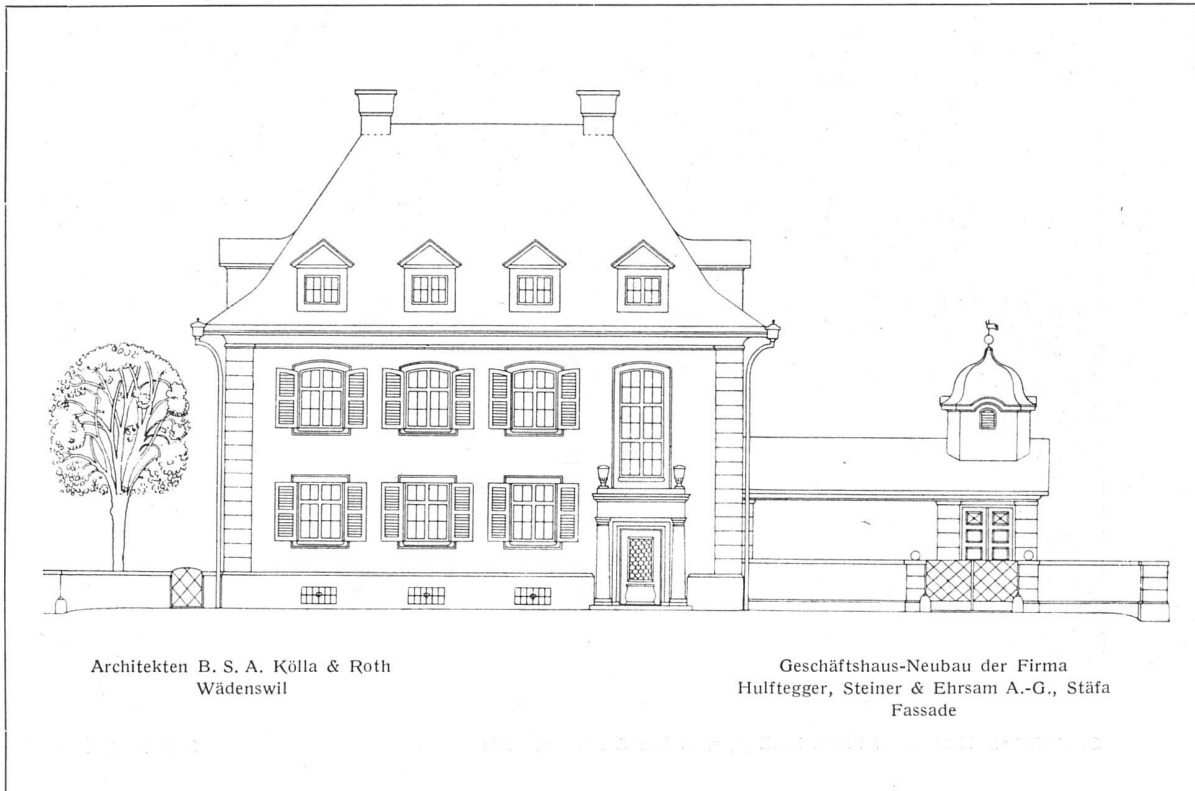 Architekten B. S. A. Kölla & Roth
Wädenswil
Geschäftshaus-Neubau der Firma
Hulftegger, Steiner & Ehrsam A.-G., Stäfa
Fassade